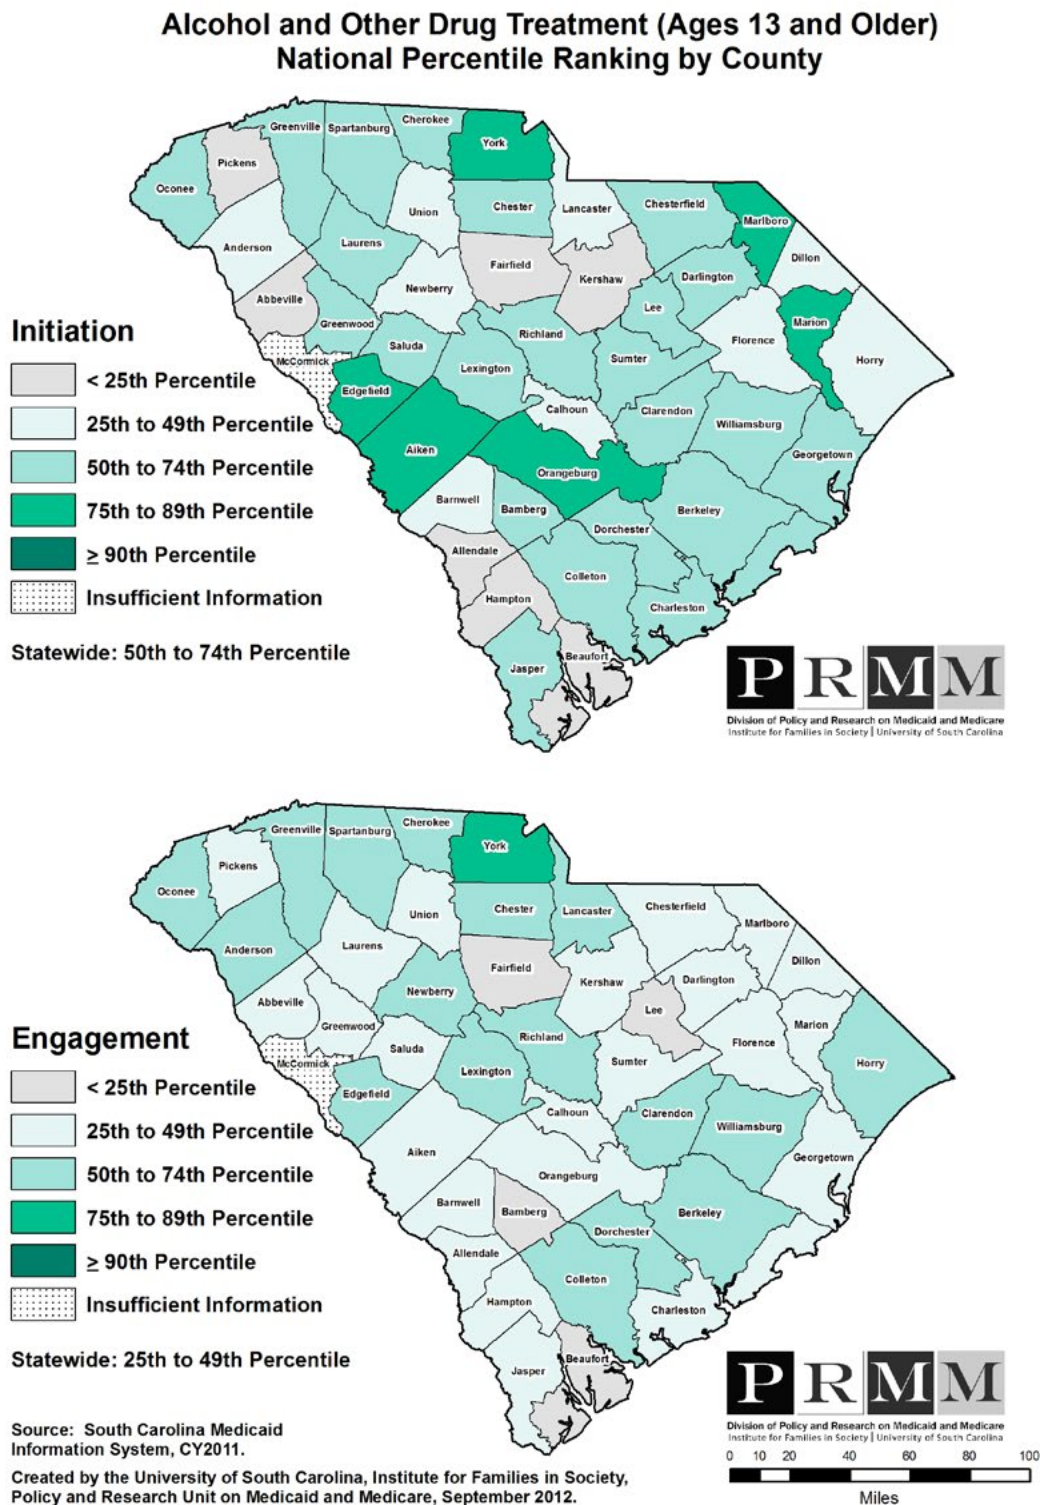 Alcohol and Other Drug Treatment (Ages 13 and Older)
National Percentile Ranking by County
Cherokee
Greenville
Spartanburg
York
Pickens
Oconee
Chester
Lancaster
Chesterfield
Union
Marlboro
Anderson
Laurens
Dillon
Fairfield
Kershaw
Darlington
Newberry
Abbeville
Lee
Greenwood
Marion
Richland
Florence
Saluda
Sumter
Horry
McCormick
Lexington
Edgefield
Calhoun
Clarendon
Williamsburg
Aiken
Georgetown
Orangeburg
Barnwell
Bamberg
Berkeley
Dorchester
Allendale
Colleton
Hampton
Charleston
Beaufort
Jasper
Initiation
< 25th Percentile
25th to 49th Percentile
50th to 74th Percentile
75th to 89th Percentile
≥ 90th Percentile
Insufficient Information
Statewide: 50th to 74th Percentile
PRMM
Division of Policy and Research on Medicaid and Medicare
Institute for Families in Society | University of South Carolina
Cherokee
Greenville
Spartanburg
York
Pickens
Oconee
Chester
Lancaster
Chesterfield
Union
Marlboro
Anderson
Laurens
Dillon
Fairfield
Kershaw
Darlington
Newberry
Abbeville
Lee
Greenwood
Marion
Richland
Florence
Saluda
Sumter
Horry
McCormick
Lexington
Edgefield
Calhoun
Clarendon
Williamsburg
Aiken
Georgetown
Orangeburg
Barnwell
Bamberg
Berkeley
Dorchester
Allendale
Colleton
Hampton
Charleston
Beaufort
Jasper
Engagement
< 25th Percentile
25th to 49th Percentile
50th to 74th Percentile
75th to 89th Percentile
≥ 90th Percentile
Insufficient Information
Statewide: 25th to 49th Percentile
PRMM
Division of Policy and Research on Medicaid and Medicare
Institute for Families in Society | University of South Carolina
0 10 20 40 60 80 100
Miles
Source: South Carolina Medicaid
Information System, CY2011.
Created by the University of South Carolina, Institute for Families in Society,
Policy and Research Unit on Medicaid and Medicare, September 2012.